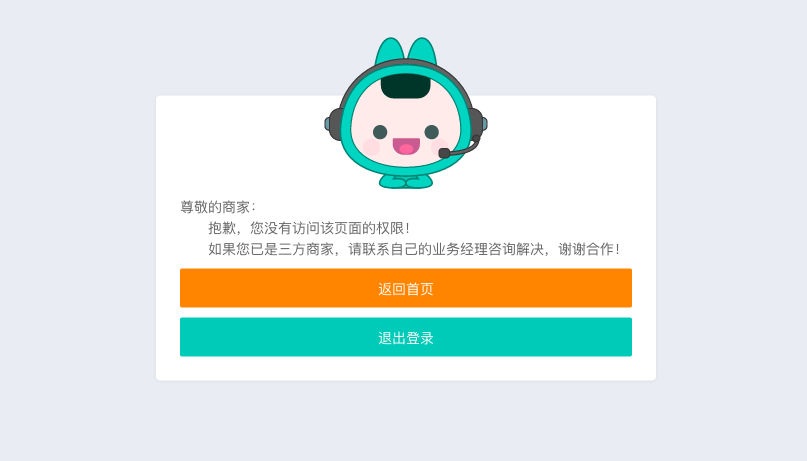 尊敬的商家：
抱歉，您没有访问该页面的权限！
如果您已是三方商家，请联系自己的业务经理咨询解决，谢谢合作！
返回首页
退出登录